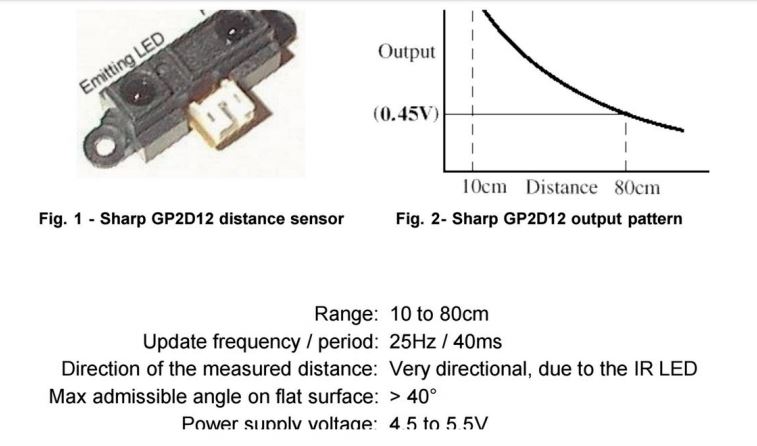 Emitting LED
Output
(0.45V)
10cm Distance 80cm
Fig. 1 - Sharp GP2D12 distance sensor
Fig. 2- Sharp GP2D12 output pattern
Range: 10 to 80cm
Update frequency / period: 25Hz / 40ms
Direction of the measured distance: Very directional, due to the IR LED
Max admissible angle on flat surface: > 40°
Power supply voltage: 4.5 to 5.5V